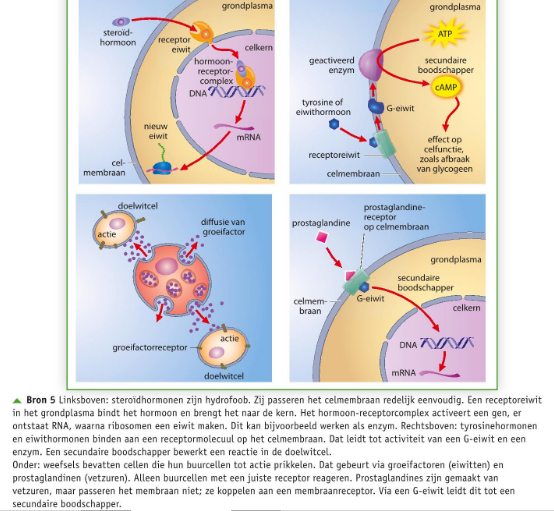 grondplasma
steroïd-
hormoon
receptor
eiwit
celkern
hormoon-
receptor-
complex
DNA
nieuw
eiwit
mRNA
cel-
membraan
grondplasma
ATP
geactiveerd
enzym
secundaire
boodschapper
cAMP
tyrosine of
eiwithormoon
G-eiwit
effect op
celfunctie,
zoals afbraak
van glycogeen
receptoreiwit
celmembraan
doelwitcel
actie
diffusie van
groeifactor
groeifactorreceptor
actie
doelwitcel
prostaglandine-
receptor
op celmembraan
prostaglandine
grondplasma
secundaire
boodschapper
G-eiwit
celmem-
braan
celkern
DNA
mRNA
Bron 5 Linksboven: steroïdhormonen zijn hydrofoob. Zij passeren het celmembraan redelijk eenvoudig. Een receptoreiwit
in het grondplasma bindt het hormoon en brengt het naar de kern. Het hormoon-receptorcomplex activeert een gen, er
ontstaat RNA, waarna ribosomen een eiwit maken. Dit kan bijvoorbeeld werken als enzym. Rechtsboven: tyrosinehormonen
en eiwithormonen binden aan een receptormolecuul op het celmembraan. Dat leidt tot activiteit van een G-eiwit en een
enzym. Een secundaire boodschapper bewerkt een reactie in de doelwitcel.
Onder: weefsels bevatten cellen die hun buurcellen tot actie prikkelen. Dat gebeurt via groeifactoren (eiwitten) en
prostaglandinen (vetzuren). Alleen buurcellen met een juiste receptor reageren. Prostaglandines zijn gemaakt van
vetzuren, maar passeren het membraan niet; ze koppelen aan een membraanreceptor. Via een G-eiwit leidt dit tot een
secundaire boodschapper.